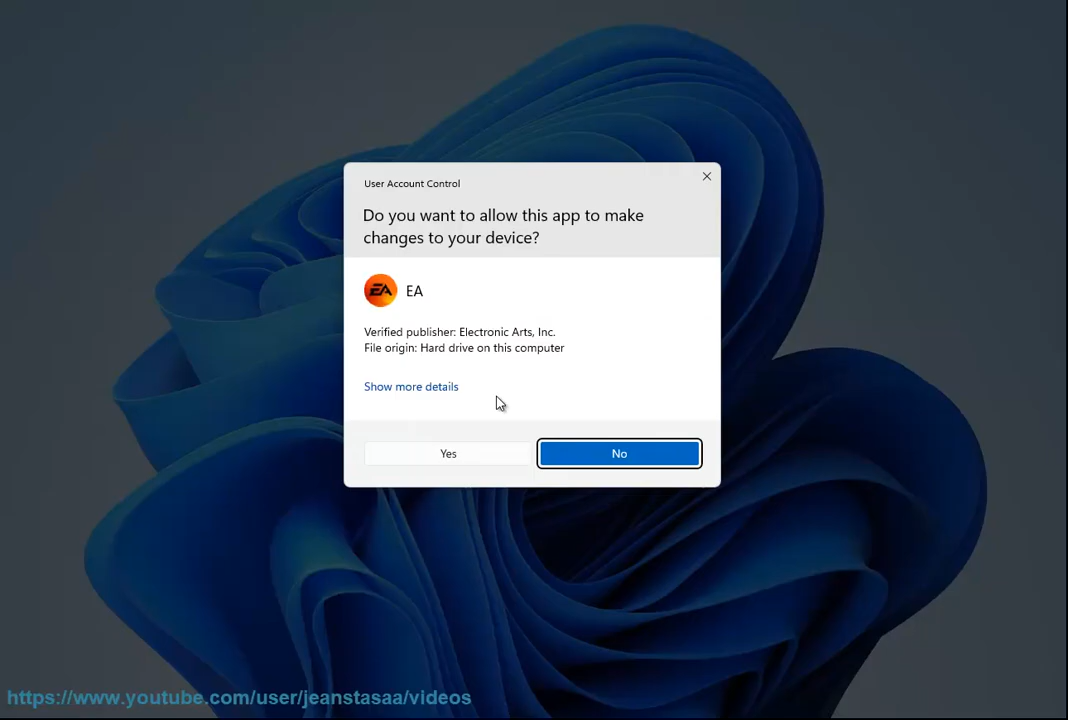 User Account Control
Do you want to allow this app to make
changes to your device?
EA EA
Verified publisher: Electronic Arts, Inc.
File origin: Hard drive on this computer
Show more details
Yes No
https://www.youtube.com/user/jeanstasaa/videos